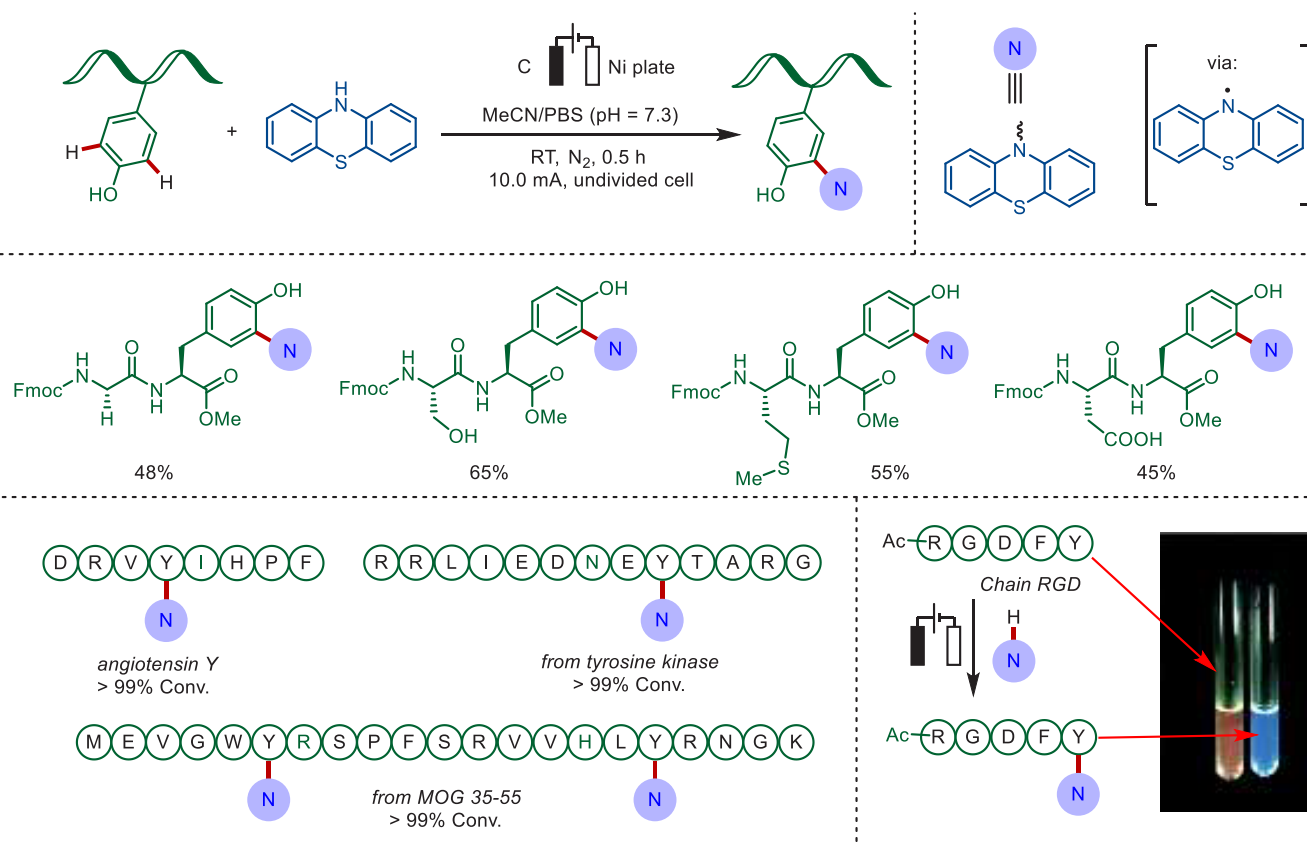 C Ni plate
MeCN/PBS (pH = 7.3)
RT, N₂, 0.5 h
10.0 mA, undivided cell
H
H
HO
+
H
N
S
HO
N
N
N
S
via:
•
N
S
Fmoc
H
N
O
H
N
H
O
OMe
OH
N
48%
Fmoc
H
N
O
OH
N
H
O
OMe
OH
N
65%
Fmoc
H
N
O
S
Me
N
H
O
OMe
OH
N
55%
Fmoc
H
N
O
COOH
N
H
O
OMe
OH
N
45%
D R V Y I H P F
N
angiotensin Y
> 99% Conv.
R R L I E D N E Y T A R G
N
from tyrosine kinase
> 99% Conv.
M E V G W Y R S P F S R V V H L Y R N G K
N N
from MOG 35-55
> 99% Conv.
Ac R G D F Y
Chain RGD
H
N
Ac R G D F Y
N